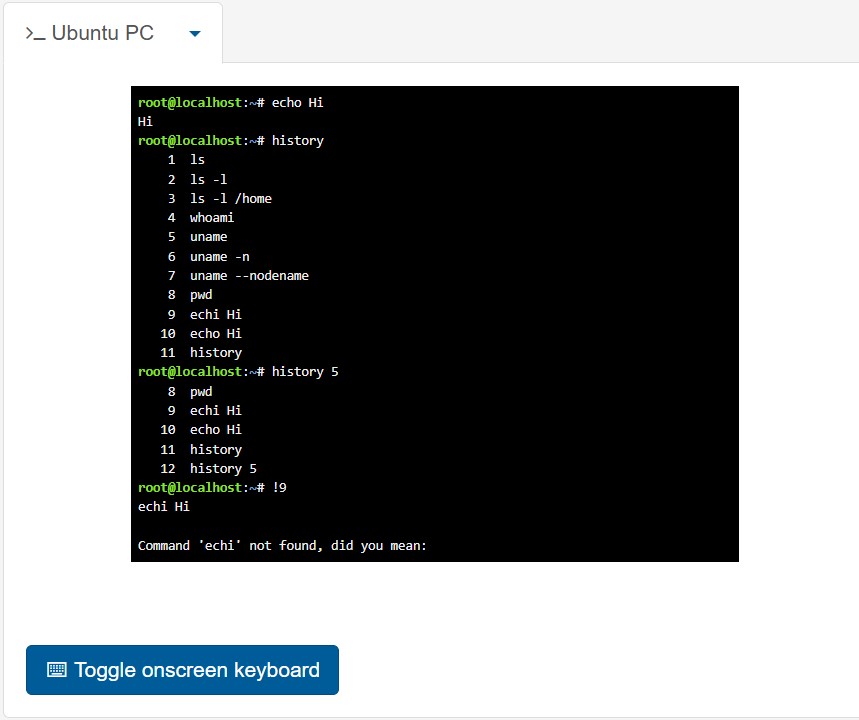 >_ Ubuntu PC
root@localhost:~# echo Hi
Hi
root@localhost:~# history
    1  ls
    2  ls -l
    3  ls -l /home
    4  whoami
    5  uname
    6  uname -n
    7  uname --nodename
    8  pwd
    9  echi Hi
   10  echo Hi
   11  history
root@localhost:~# history 5
    8  pwd
    9  echi Hi
   10  echo Hi
   11  history
   12  history 5
root@localhost:~# !9
echi Hi
Command 'echi' not found, did you mean:
Toggle onscreen keyboard